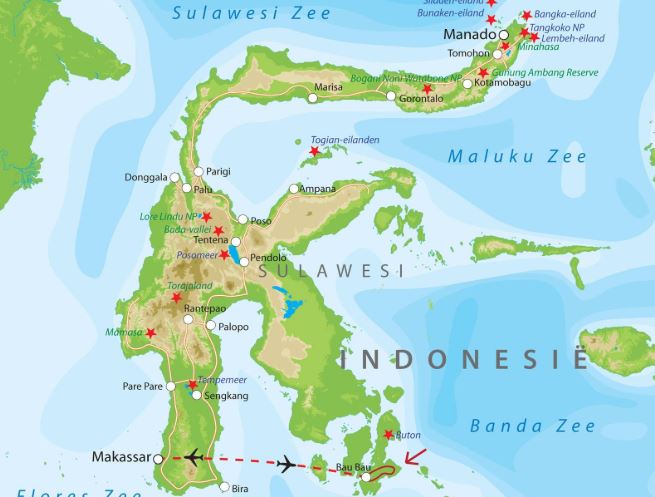 Sulawesi Zee
Siladen-eiland
Bunaken-eiland
Bangka-eiland
Manado
Tangkoko NP
Lembeh-eiland
Minahasa
Tomohon
Bogani Nani Wartabone NP
Gunung Ambang Reserve
Kotamobagu
Marisa
Gorontalo
Togian-eilanden
Maluku Zee
Parigi
Donggala
Palu
Ampana
Lore Lindu NP
Bada-vallei
Poso
Tentena
Posomeer
Pendolo
SULAWESI
Torajaland
Rantepao
Mamasa
Palopo
INDONESIË
Pare Pare
Tempemeer
Sengkang
Banda Zee
Buton
Makassar
Bau Bau
Bira
Flores Zee